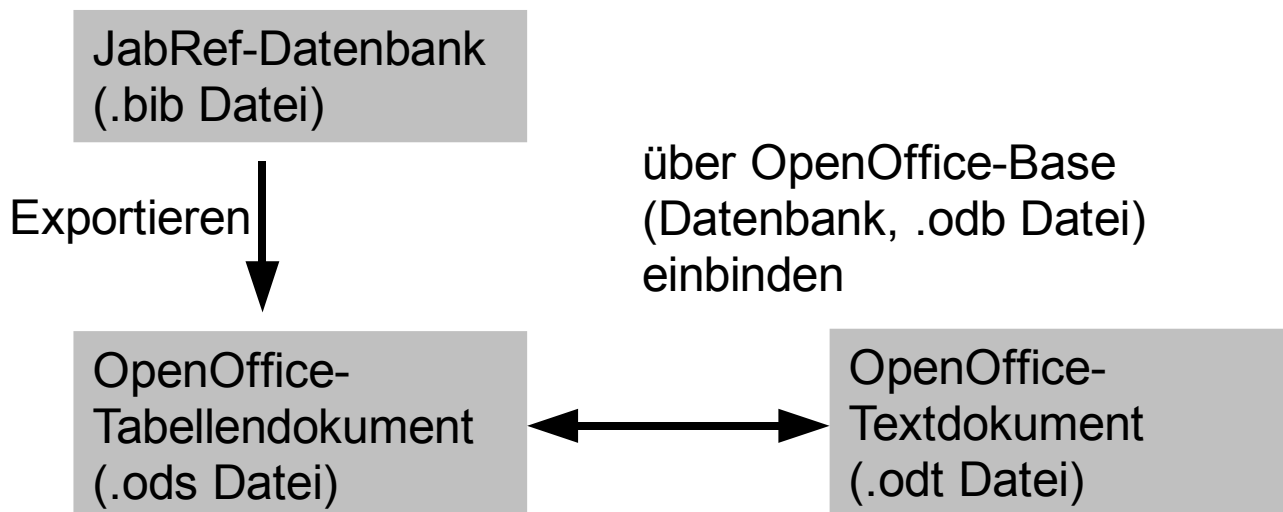 JabRef-Datenbank
(.bib Datei)
Exportieren
über OpenOffice-Base
(Datenbank, .odb Datei)
einbinden
OpenOffice-
Tabellendokument
(.ods Datei)
OpenOffice-
Textdokument
(.odt Datei)